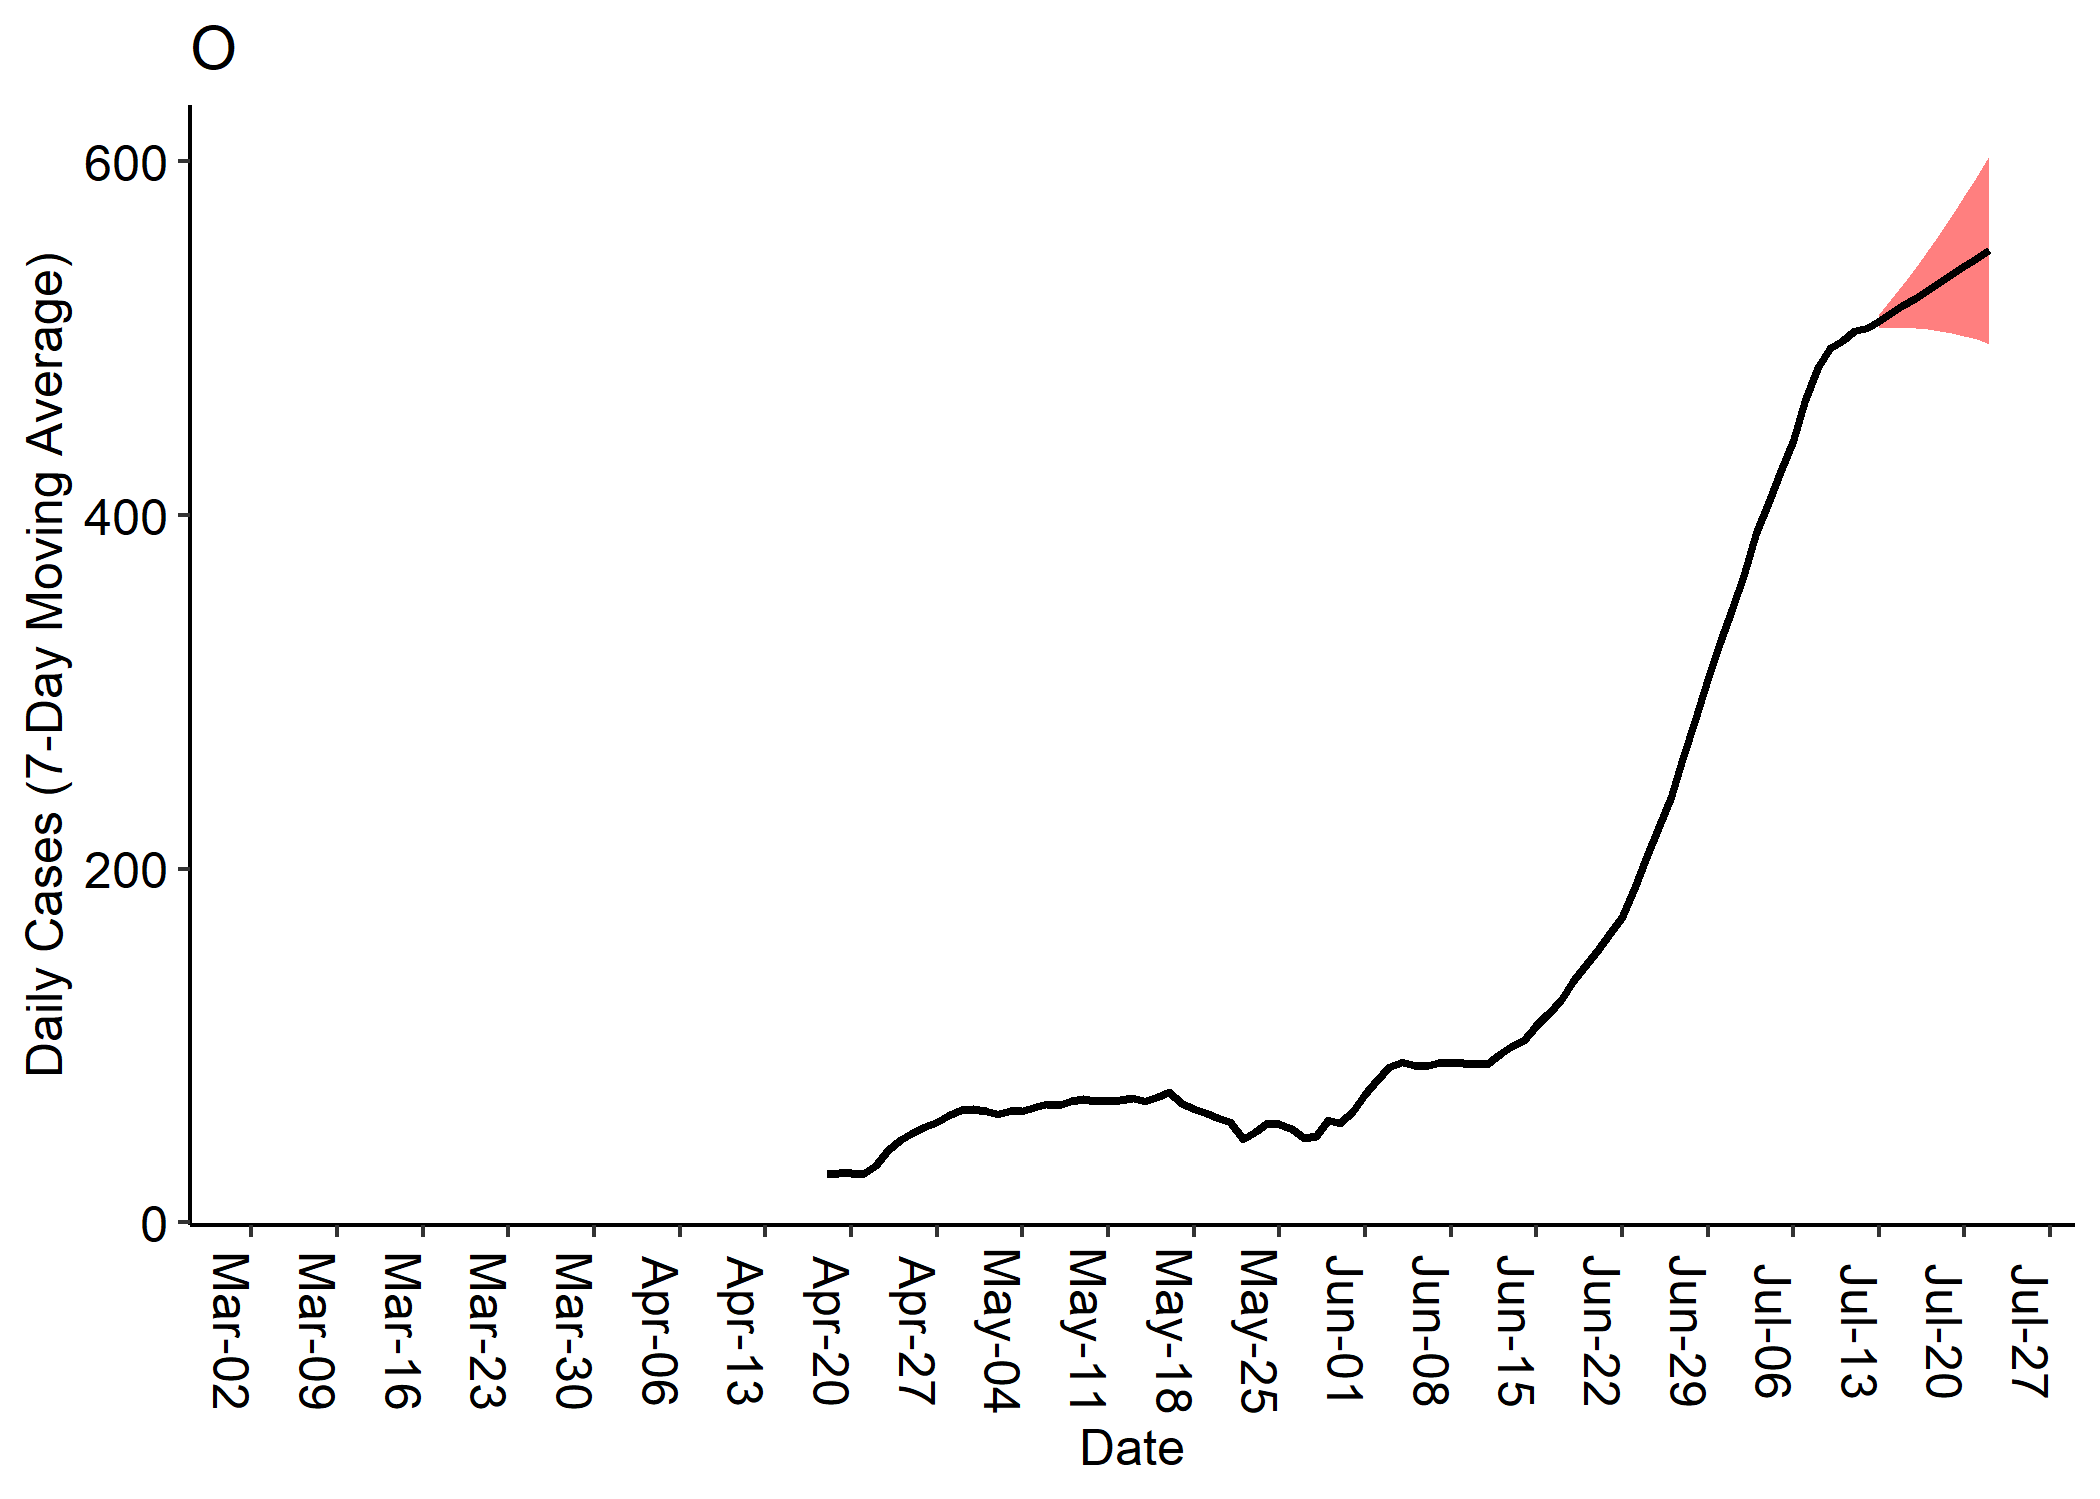 O
Daily Cases (7-Day Moving Average)
600
400
200
0
Mar-02
Mar-09
Mar-16
Mar-23
Mar-30
Apr-06
Apr-13
Apr-20
Apr-27
May-04
May-11
May-18
May-25
Jun-01
Jun-08
Jun-15
Jun-22
Jun-29
Jul-06
Jul-13
Jul-20
Jul-27
Date